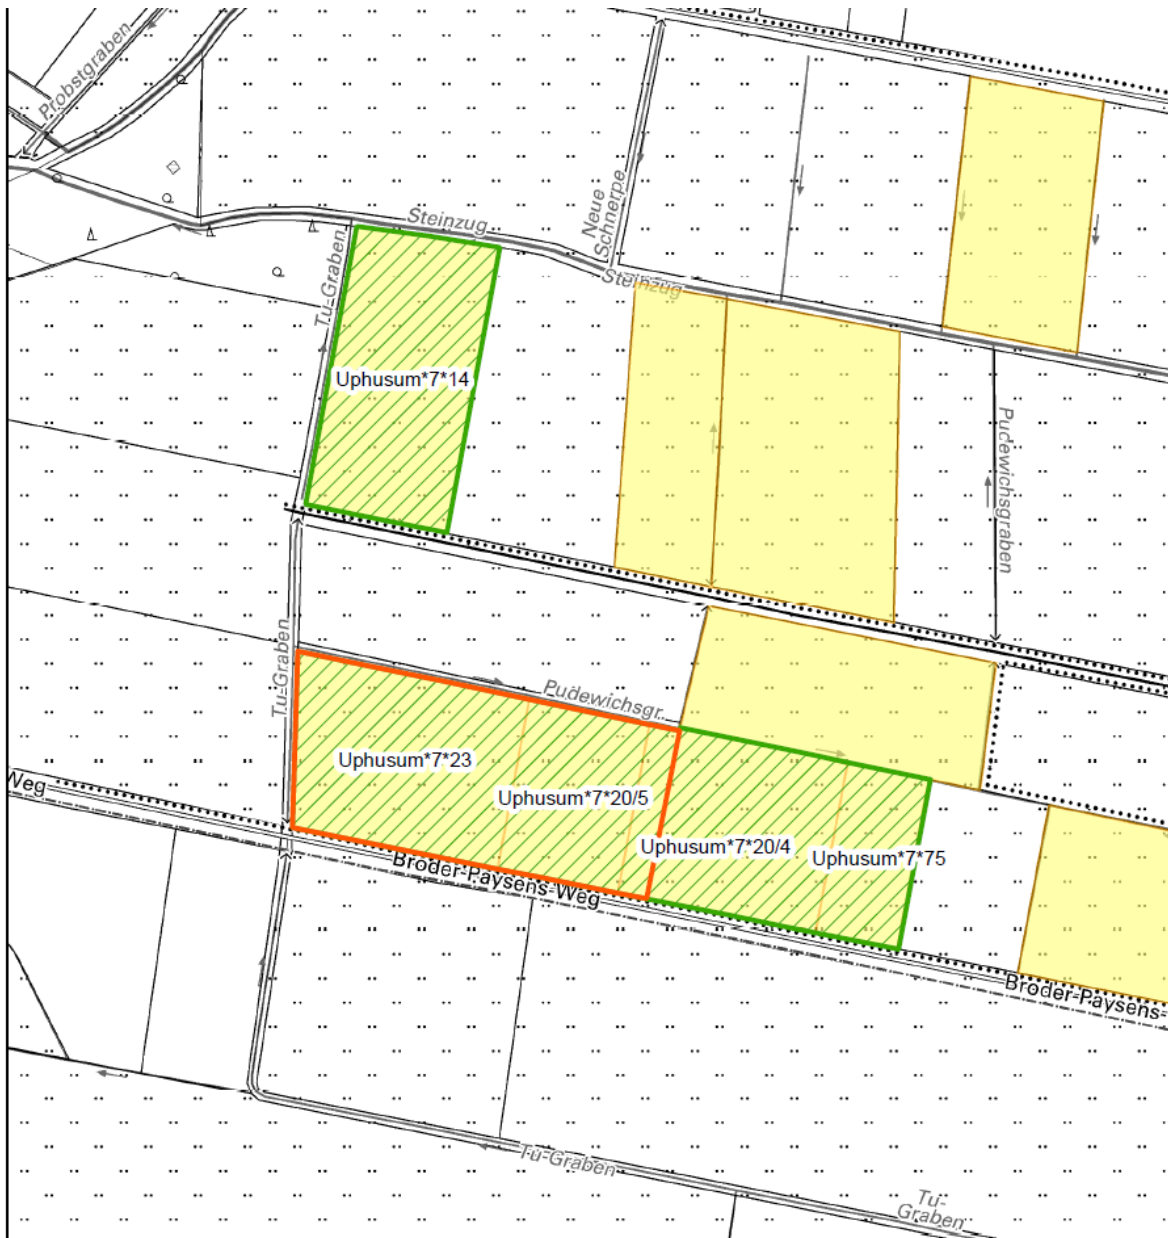 Probstgraben
Neue
Schnerpe
Steinzug
Steinzug
Tu-Graben
Uphusum*7*14
Pudewichsgraben
Tu-Graben
Pudewichsgr.
Uphusum*7*23
Uphusum*7*20/5
Weg
Uphusum*7*20/4
Uphusum*7*75
Broder-Paysens-Weg
Broder-Paysens-
Tu-Graben
Tu-
Graben